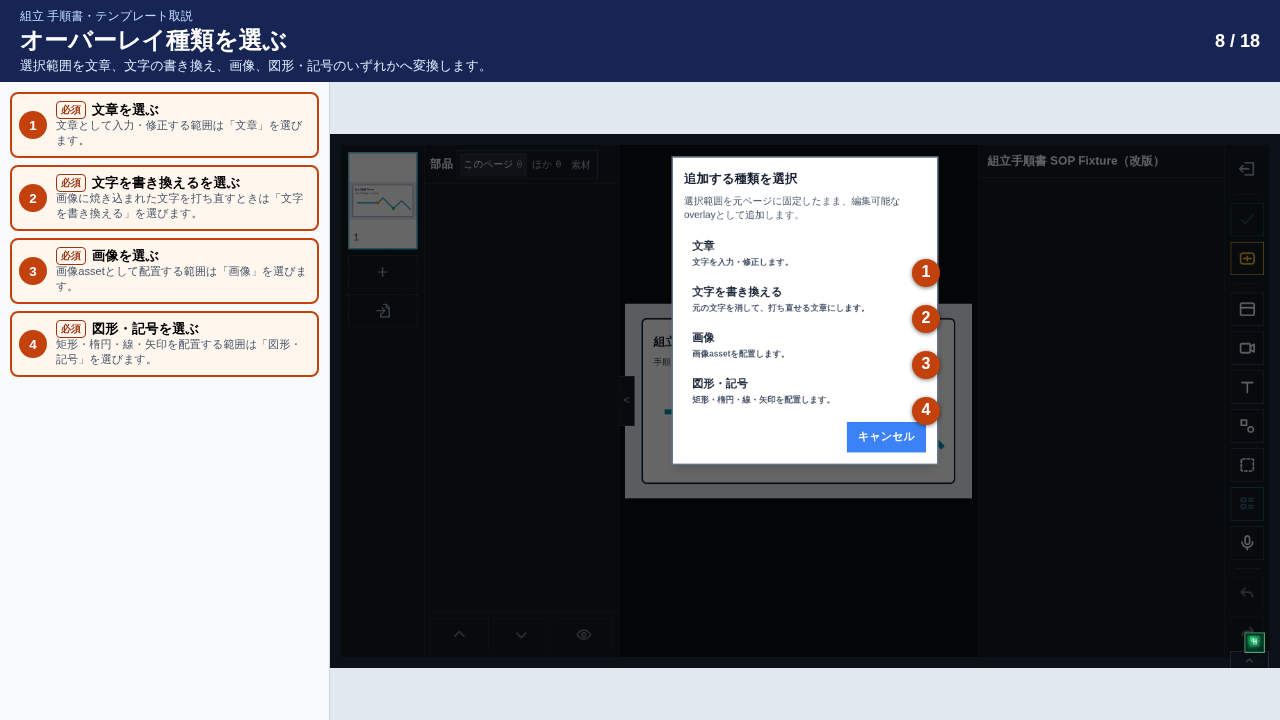 組立 手順書・テンプレート取説
オーバーレイ種類を選ぶ
選択範囲を文章、文字の書き換え、画像、図形・記号のいずれかへ変換します。
8 / 18
1
必須 文章を選ぶ
文章として入力・修正する範囲は「文章」を選び
ます。
2
必須 文字を書き換えるを選ぶ
画像に焼き込まれた文字を打ち直すときは「文字
を書き換える」を選びます。
3
必須 画像を選ぶ
画像assetとして配置する範囲は「画像」を選びま
す。
4
必須 図形・記号を選ぶ
矩形・楕円・線・矢印を配置する範囲は「図形・
記号」を選びます。
1
部品 このページ 0 ほか 0 素材
組立手順書 SOP Fixture（改版）
組立
手順
<
追加する種類を選択
選択範囲を元ページに固定したまま、編集可能な
overlayとして追加します。
文章
文字を入力・修正します。
1
文字を書き換える
元の文字を消して、打ち直せる文章にします。
2
画像
画像assetを配置します。
3
図形・記号
矩形・楕円・線・矢印を配置します。
4
キャンセル